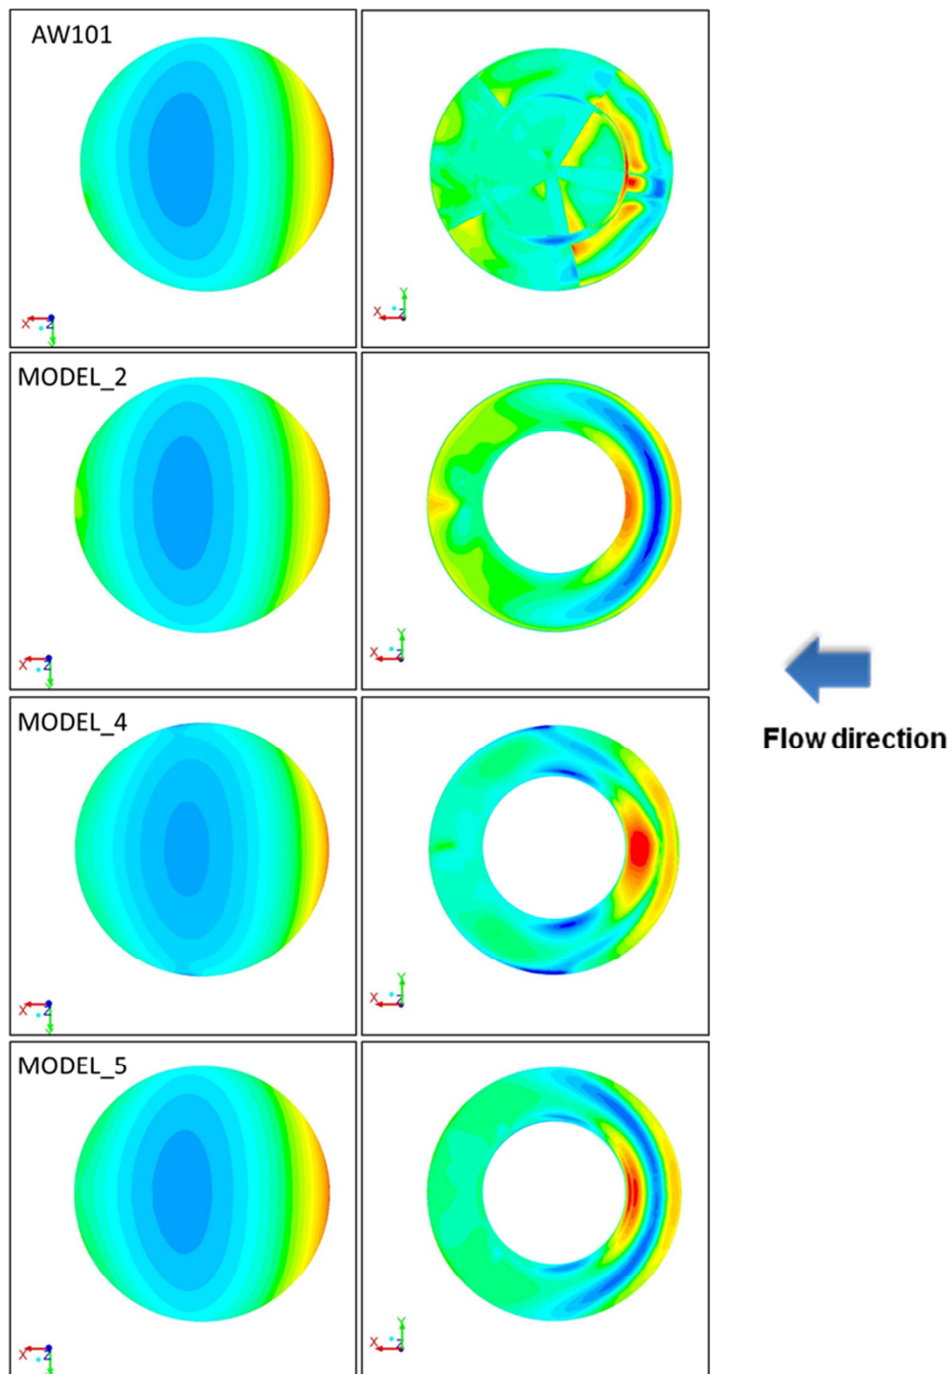 AW101
X Z Y
Y
X Z
MODEL_2
X Z Y
Y
X Z
Flow direction
MODEL_4
X Z Y
Y
X Z
MODEL_5
X Z Y
Y
X Z